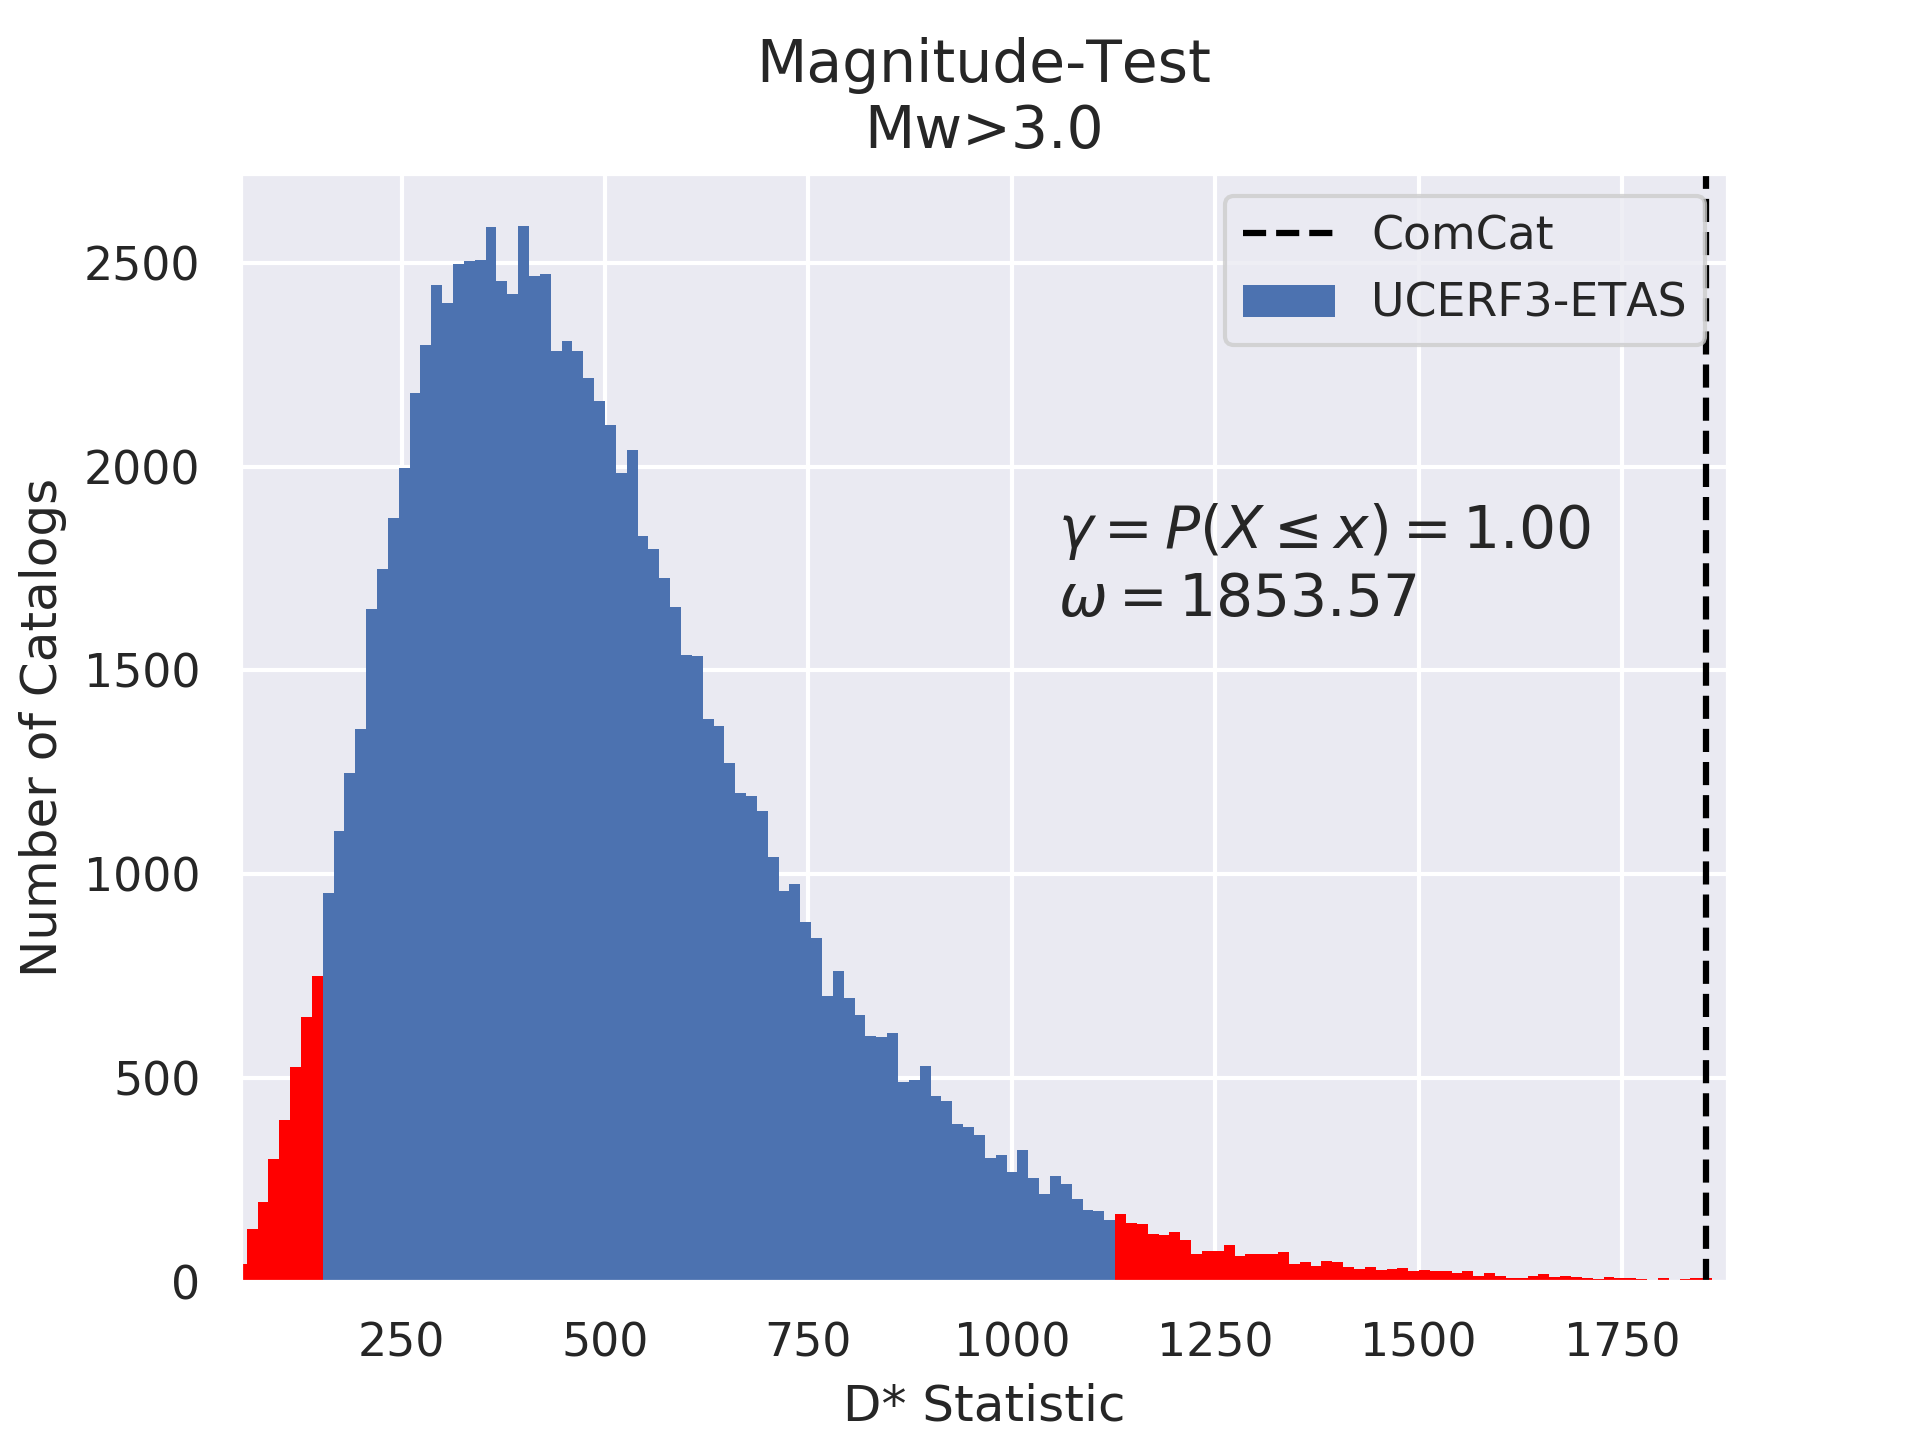 Magnitude-Test
Mw>3.0
ComCat
UCERF3-ETAS
γ = P(X ≤ x) = 1.00
ω = 1853.57
Number of Catalogs
2500
2000
1500
1000
500
0
250 500 750 1000 1250 1500 1750
D* Statistic